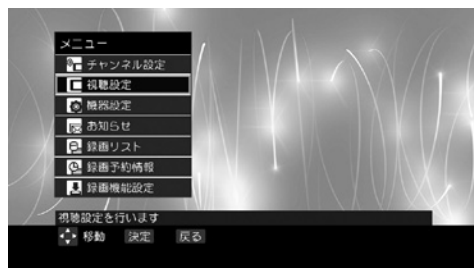 メニュー
チャンネル設定
視聴設定
機器設定
お知らせ
録画リスト
録画予約情報
録画機能設定
視聴設定を行います
移動 決定 戻る